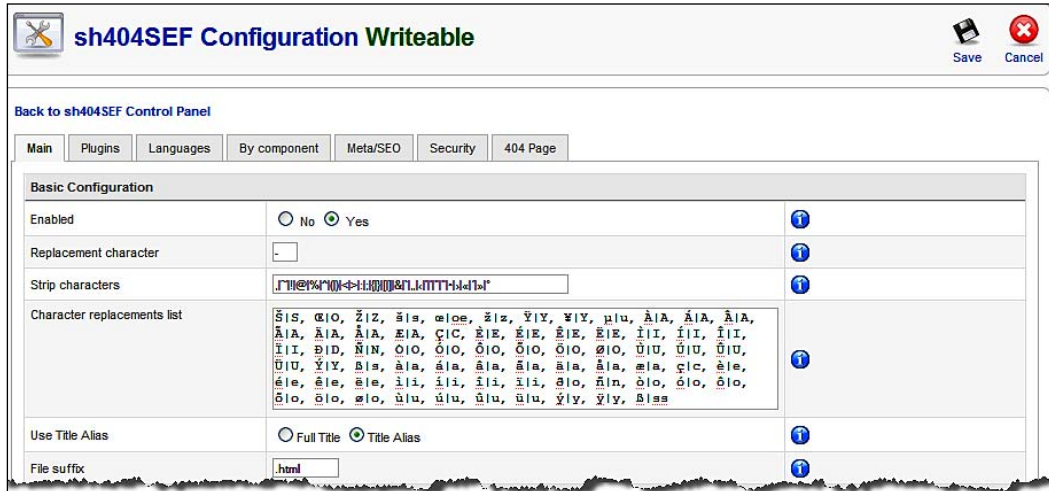 sh404SEF Configuration Writeable
Save
Cancel
Back to sh404SEF Control Panel
Main
Plugins
Languages
By component
Meta/SEO
Security
404 Page
Basic Configuration
Enabled
No
Yes
Replacement character
-
Strip characters
Character replacements list
Š|S, Œ|O, Ž|Z, š|s, œ|oe, ž|z, Ÿ|Y, ¥|Y, µ|u, À|A, Á|A, Â|A,
Ã|A, Ä|A, Å|A, Æ|A, Ç|C, È|E, É|E, Ê|E, Ë|E, Ì|I, Í|I, Î|I,
Ï|I, Ð|D, Ñ|N, Ò|O, Ó|O, Ô|O, Õ|O, Ö|O, Ø|O, Ù|U, Ú|U, Û|U,
Ü|U, Ý|Y, ß|s, à|a, á|a, â|a, ã|a, ä|a, å|a, æ|a, ç|c, è|e,
é|e, ê|e, ë|e, ì|i, í|i, î|i, ï|i, ð|o, ñ|n, ò|o, ó|o, ô|o,
õ|o, ö|o, ø|o, ù|u, ú|u, û|u, ü|u, ý|y, ÿ|y, ß|ss
Use Title Alias
Full Title
Title Alias
File suffix
.html